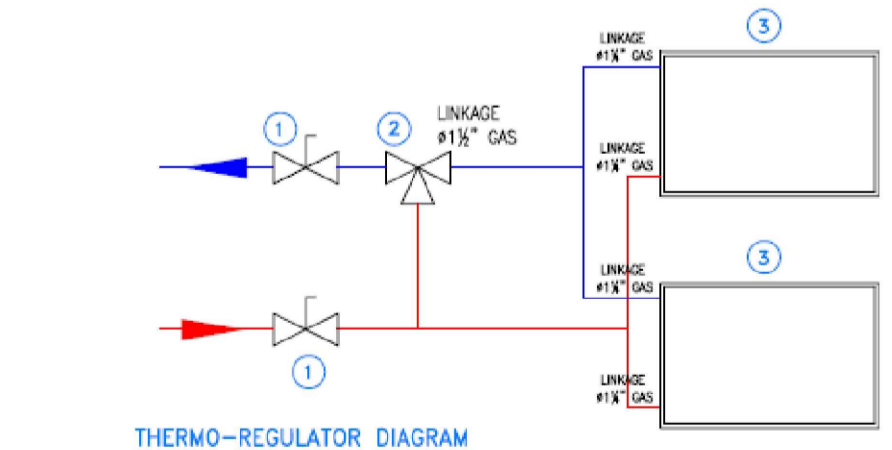 3
LINKAGE
ø1¼" GAS
LINKAGE
ø1½" GAS
1
2
LINKAGE
ø1¼" GAS
3
LINKAGE
ø1¼" GAS
1
LINKAGE
ø1¼" GAS
THERMO-REGULATOR DIAGRAM